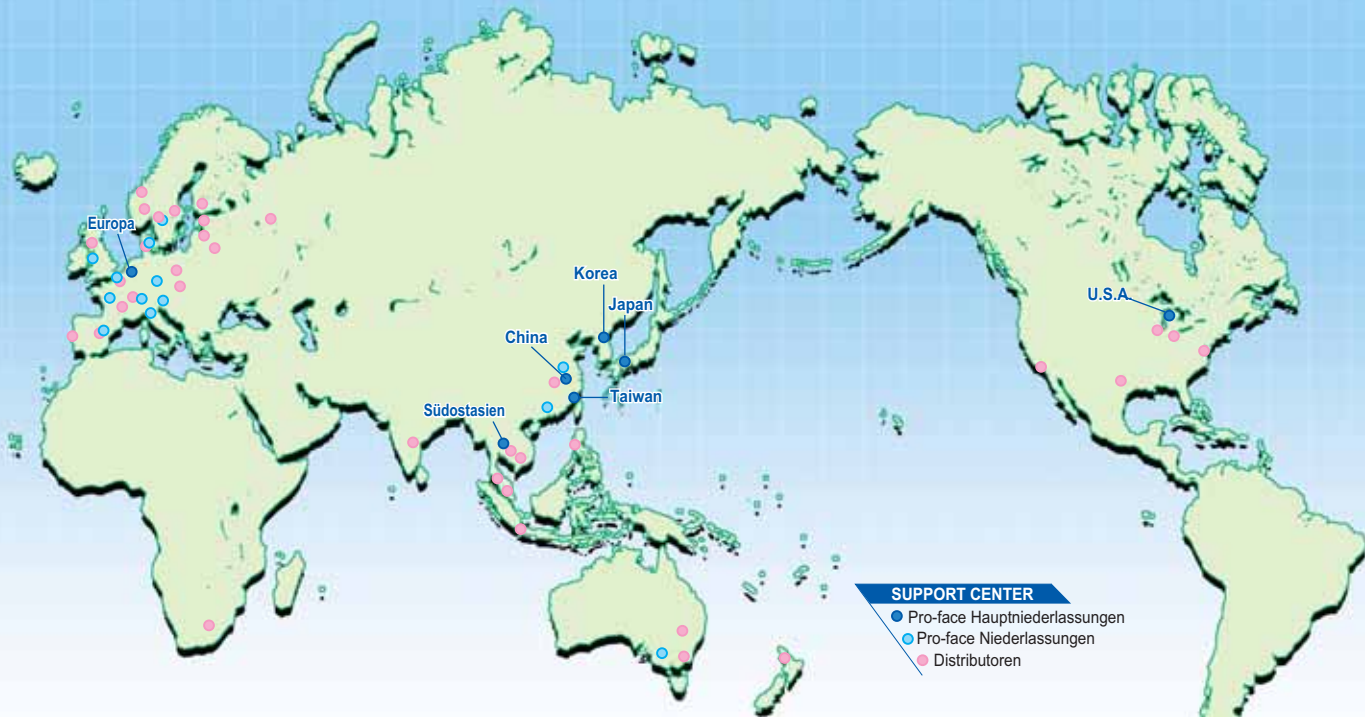 Europa
Korea
Japan
U.S.A.
China
Taiwan
Südostasien
SUPPORT CENTER
Pro-face Hauptniederlassungen
Pro-face Niederlassungen
Distributoren